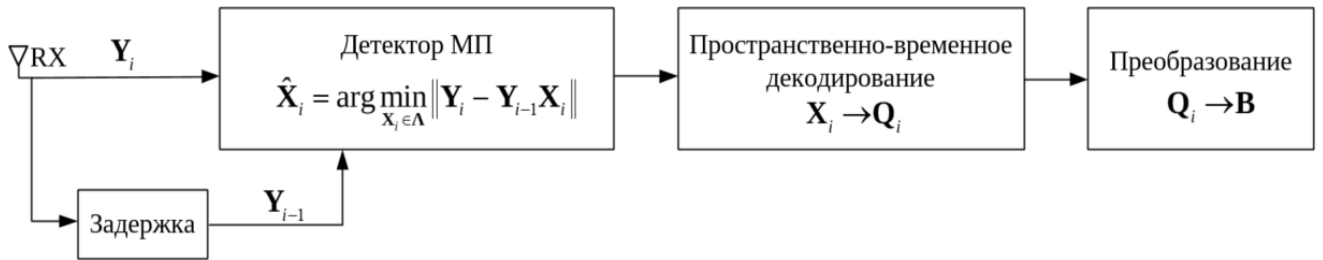 RX
Y_i
Детектор МП
X̂_i = arg min_{X_i∈Λ} ‖Y_i − Y_{i−1}X_i‖
Пространственно-временное
декодирование
X_i →Q_i
Преобразование
Q_i →B
Задержка
Y_{i−1}